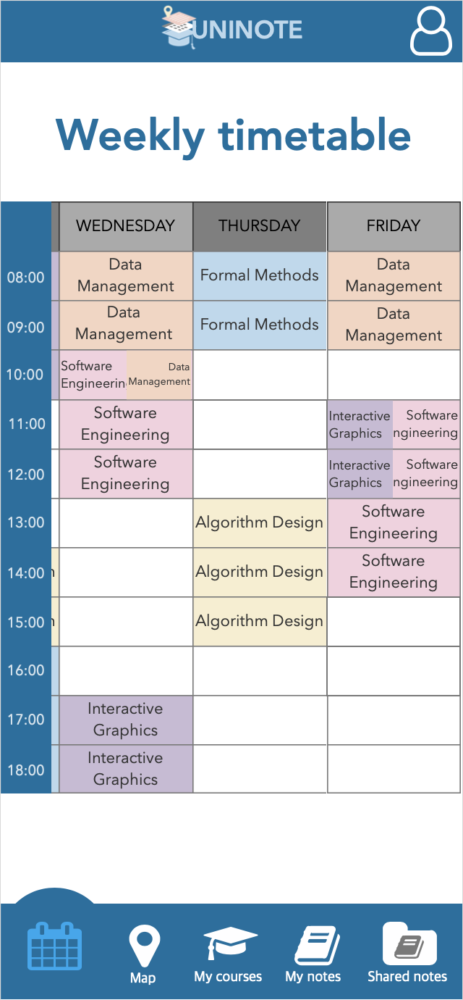 UNINOTE
Weekly timetable
WEDNESDAY THURSDAY FRIDAY
08:00 Data Management Formal Methods Data Management
09:00 Data Management Formal Methods Data Management
10:00 Software Engineerin Data Management
11:00 Software Engineering Interactive Graphics Software ngineering
12:00 Software Engineering Interactive Graphics Software ngineering
13:00 Algorithm Design Software Engineering
14:00 n Algorithm Design Software Engineering
15:00 n Algorithm Design
16:00
17:00 Interactive Graphics
18:00 Interactive Graphics
Map My courses My notes Shared notes